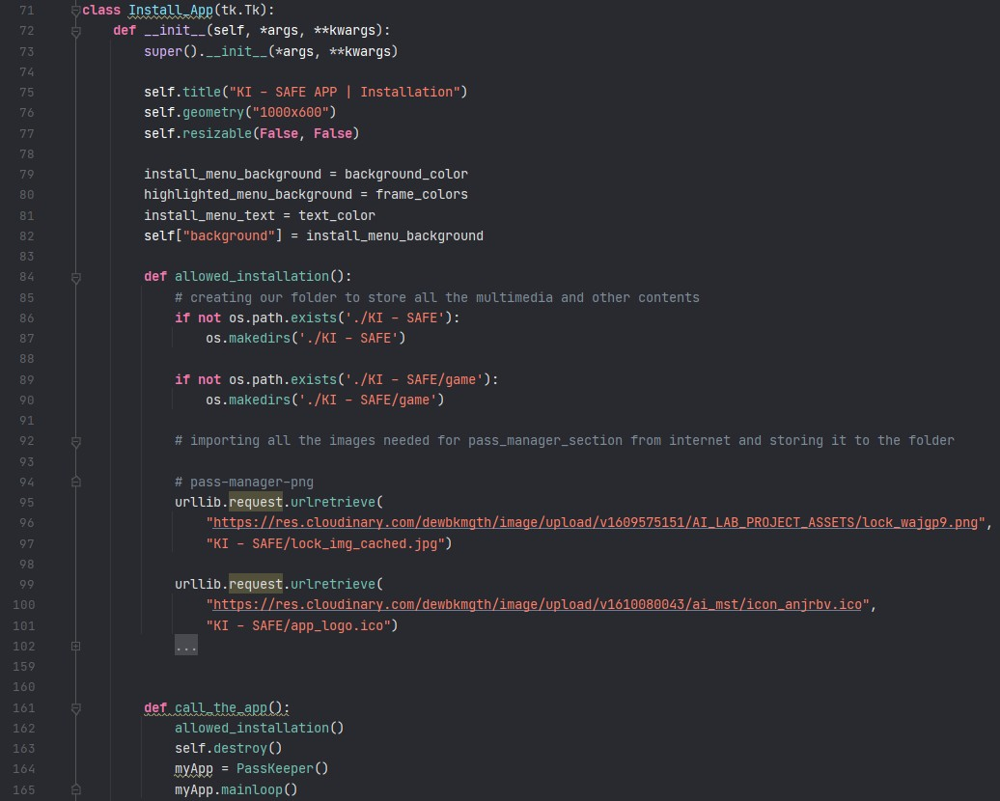 71 class Install_App(tk.Tk):
72     def __init__(self, *args, **kwargs):
73         super().__init__(*args, **kwargs)
74
75         self.title("KI - SAFE APP | Installation")
76         self.geometry("1000x600")
77         self.resizable(False, False)
78
79         install_menu_background = background_color
80         highlighted_menu_background = frame_colors
81         install_menu_text = text_color
82         self["background"] = install_menu_background
83
84         def allowed_installation():
85             # creating our folder to store all the multimedia and other contents
86             if not os.path.exists('./KI - SAFE'):
87                 os.makedirs('./KI - SAFE')
88
89             if not os.path.exists('./KI - SAFE/game'):
90                 os.makedirs('./KI - SAFE/game')
91
92             # importing all the images needed for pass_manager_section from internet and storing it to the folder
93
94             # pass-manager-png
95             urllib.request.urlretrieve(
96                 "https://res.cloudinary.com/dewbkmgth/image/upload/v1609575151/AI_LAB_PROJECT_ASSETS/lock_wajgp9.png",
97                 "KI - SAFE/lock_img_cached.jpg")
98
99             urllib.request.urlretrieve(
100                 "https://res.cloudinary.com/dewbkmgth/image/upload/v1610080043/ai_mst/icon_anjrbv.ico",
101                 "KI - SAFE/app_logo.ico")
102             ...
159
160
161         def call_the_app():
162             allowed_installation()
163             self.destroy()
164             myApp = PassKeeper()
165             myApp.mainloop()